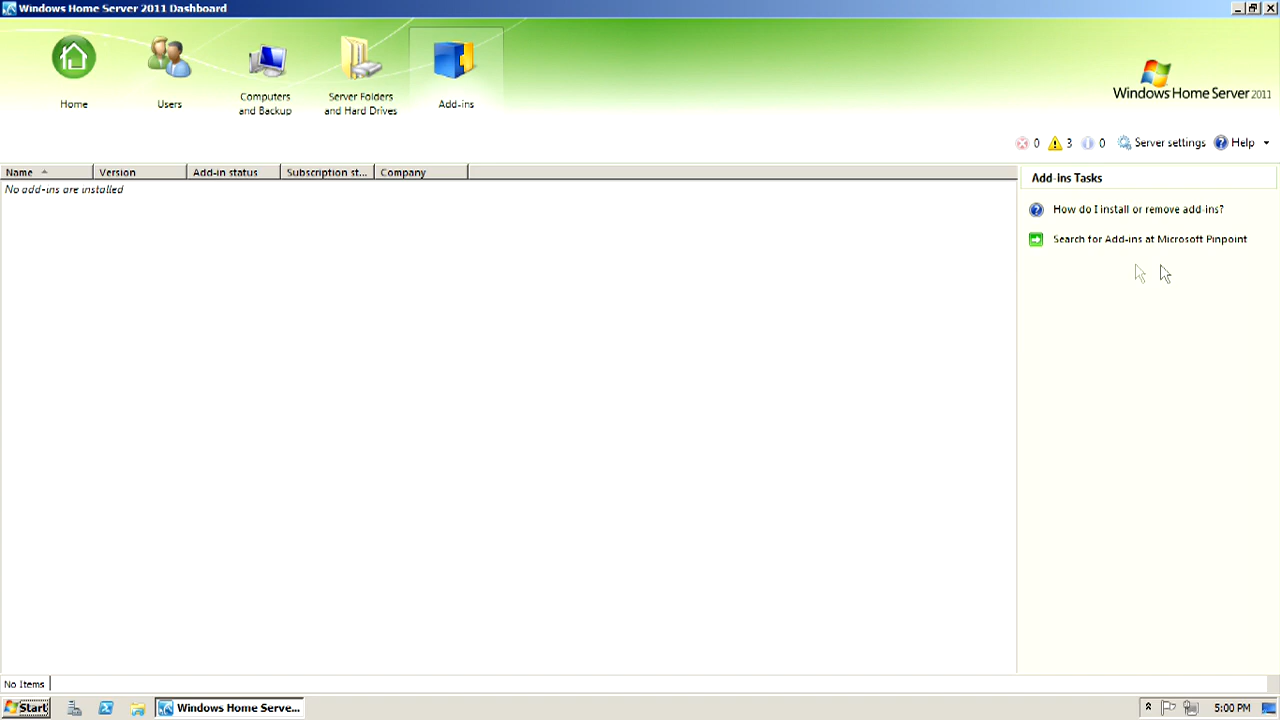 Windows Home Server 2011 Dashboard
Home
Users
Computers
and Backup
Server Folders
and Hard Drives
Add-ins
Windows Home Server 2011
0 3 0 Server settings Help
Name Version Add-in status Subscription st... Company
No add-ins are installed
Add-Ins Tasks
How do I install or remove add-ins?
Search for Add-ins at Microsoft Pinpoint
No Items
Start Windows Home Serve... 5:00 PM